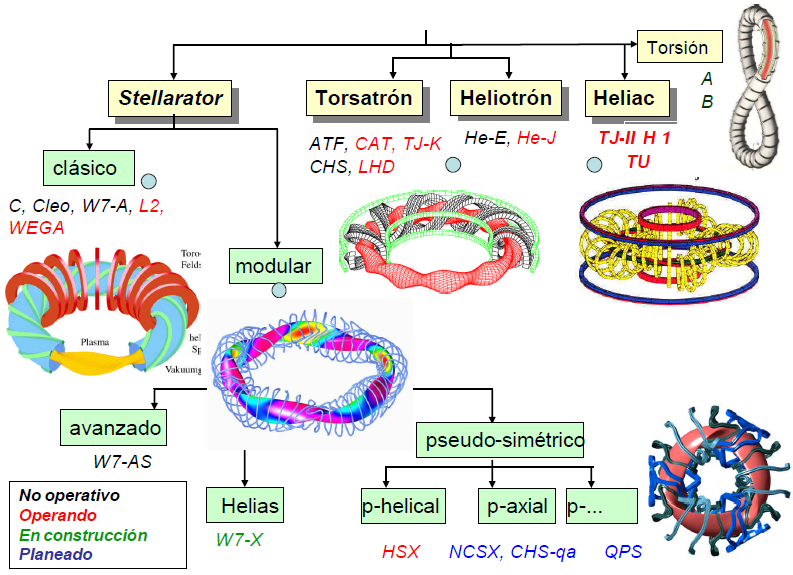 Torsión
A
B
Stellarator
Torsatrón
Heliotrón
Heliac
ATF, CAT, TJ-K
CHS, LHD
He-E, He-J
TJ-II H 1
TU
clásico
C, Cleo, W7-A, L2,
WEGA
modular
Toro
Felds
Plasma
hel
Sp
Vakuumg
avanzado
W7-AS
pseudo-simétrico
Helias
W7-X
p-helical
p-axial
p-...
HSX
NCSX, CHS-qa
QPS
No operativo
Operando
En construcción
Planeado